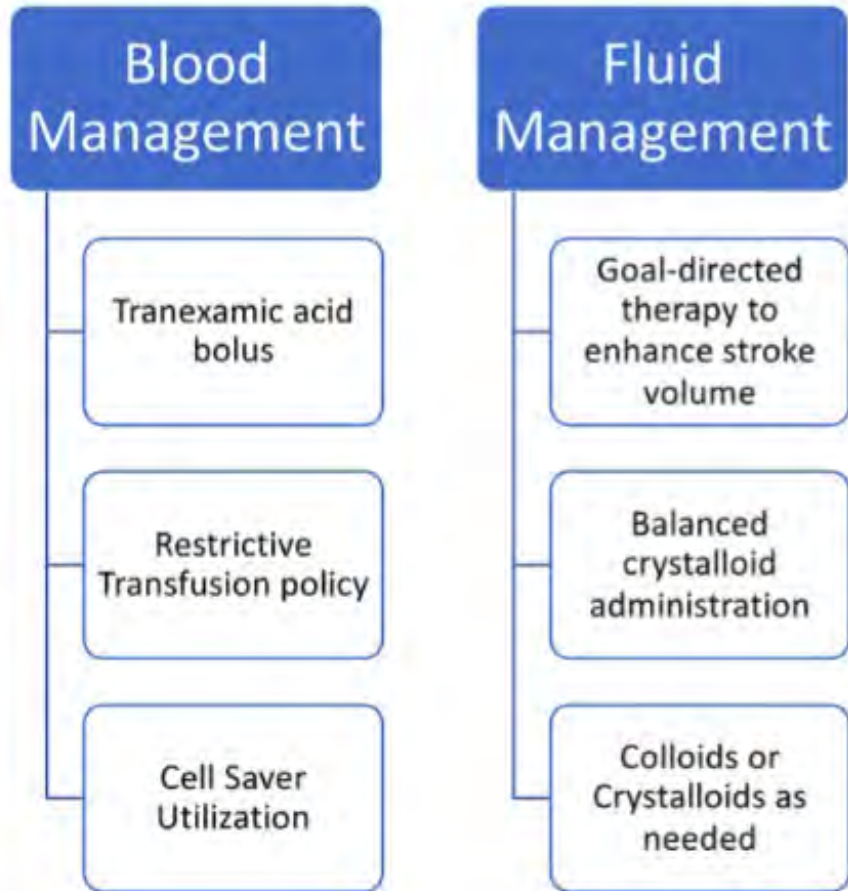 Blood
Management
Tranexamic acid
bolus
Restrictive
Transfusion policy
Cell Saver
Utilization
Fluid
Management
Goal-directed
therapy to
enhance stroke
volume
Balanced
crystalloid
administration
Colloids or
Crystalloids as
needed